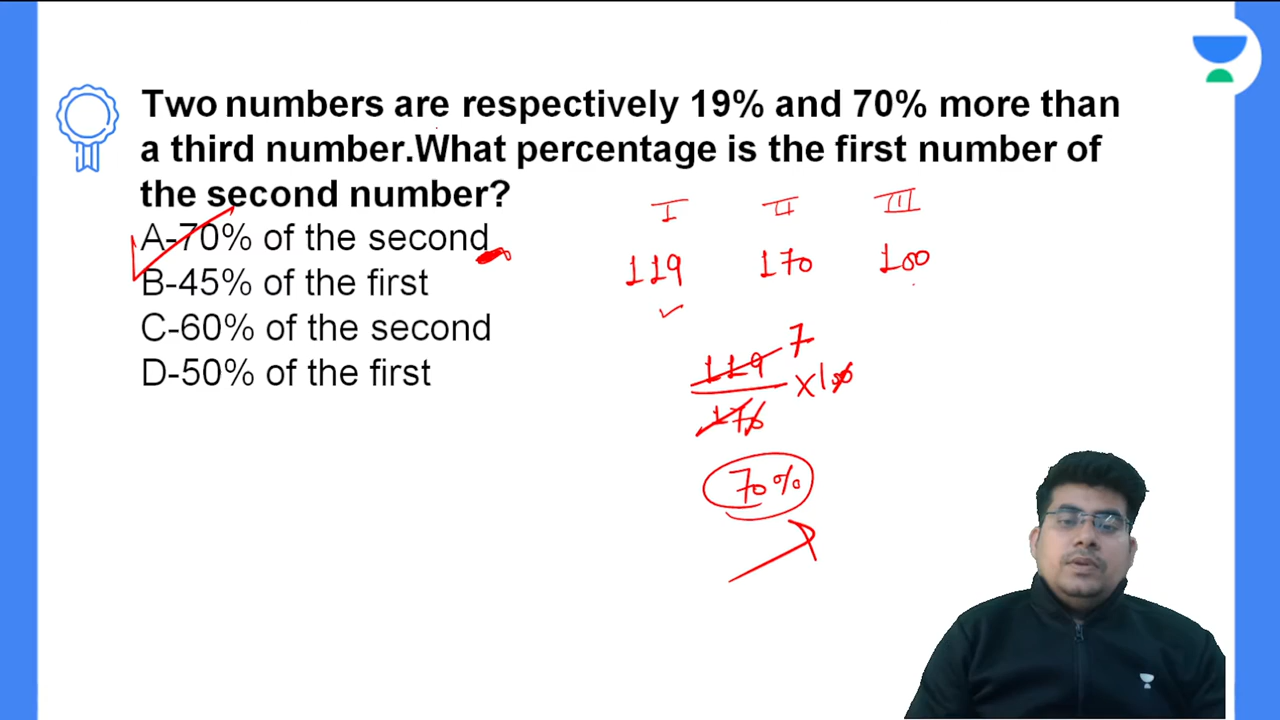 Two numbers are respectively 19% and 70% more than
a third number.What percentage is the first number of
the second number?
A-70% of the second
B-45% of the first
C-60% of the second
D-50% of the first
I II III
119 170 100
119 7
170 x100
70%